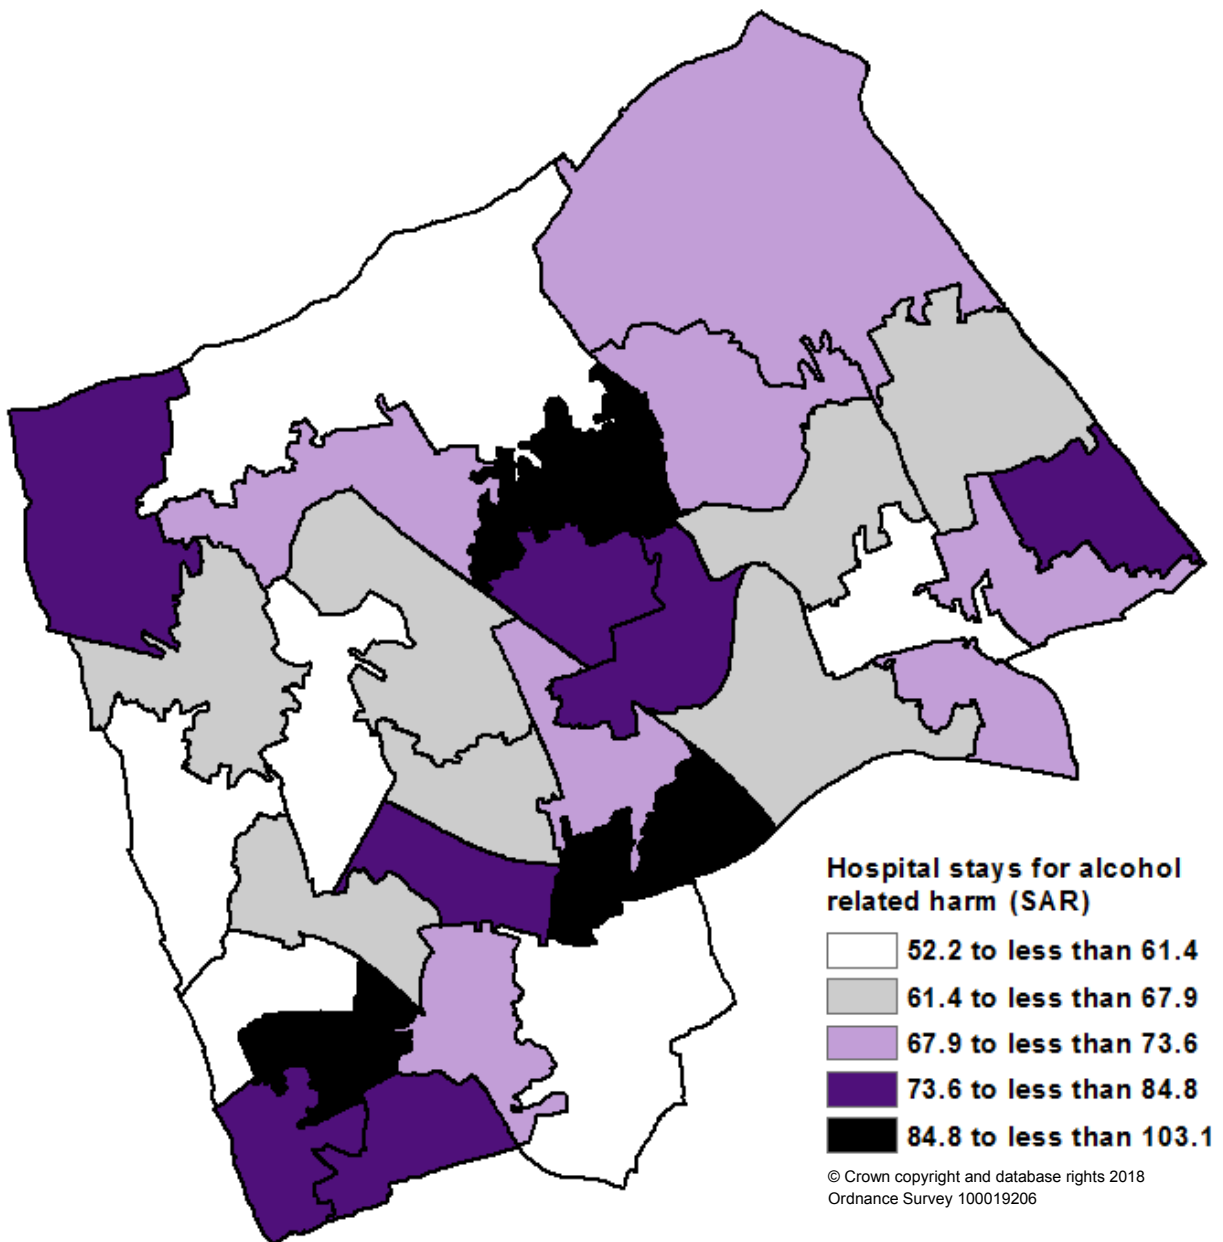 Hospital stays for alcohol
related harm (SAR)
52.2 to less than 61.4
61.4 to less than 67.9
67.9 to less than 73.6
73.6 to less than 84.8
84.8 to less than 103.1
© Crown copyright and database rights 2018
Ordnance Survey 100019206